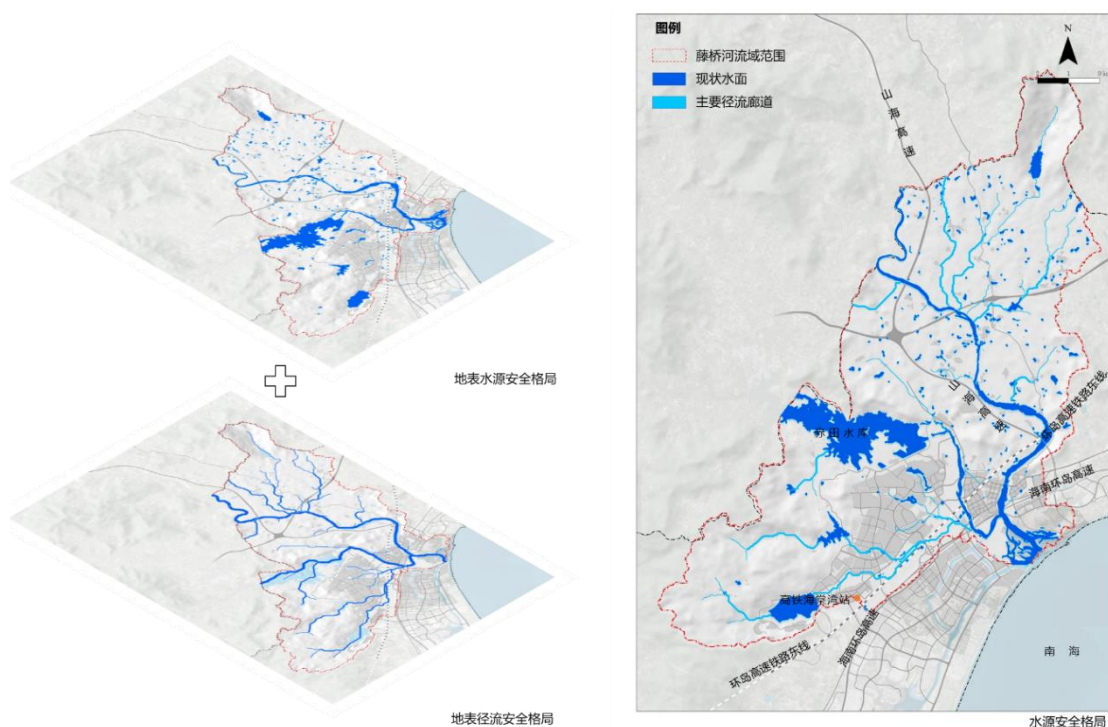 地表水源安全格局
地表径流安全格局
图例
藤桥河流域范围
现状水面
主要径流廊道
N
山海高速
山海高速
环岛高速铁路东线
赤田水库
海南环岛高速
高铁海棠湾站
海南环岛高速
环岛高速铁路东线
南海
水源安全格局